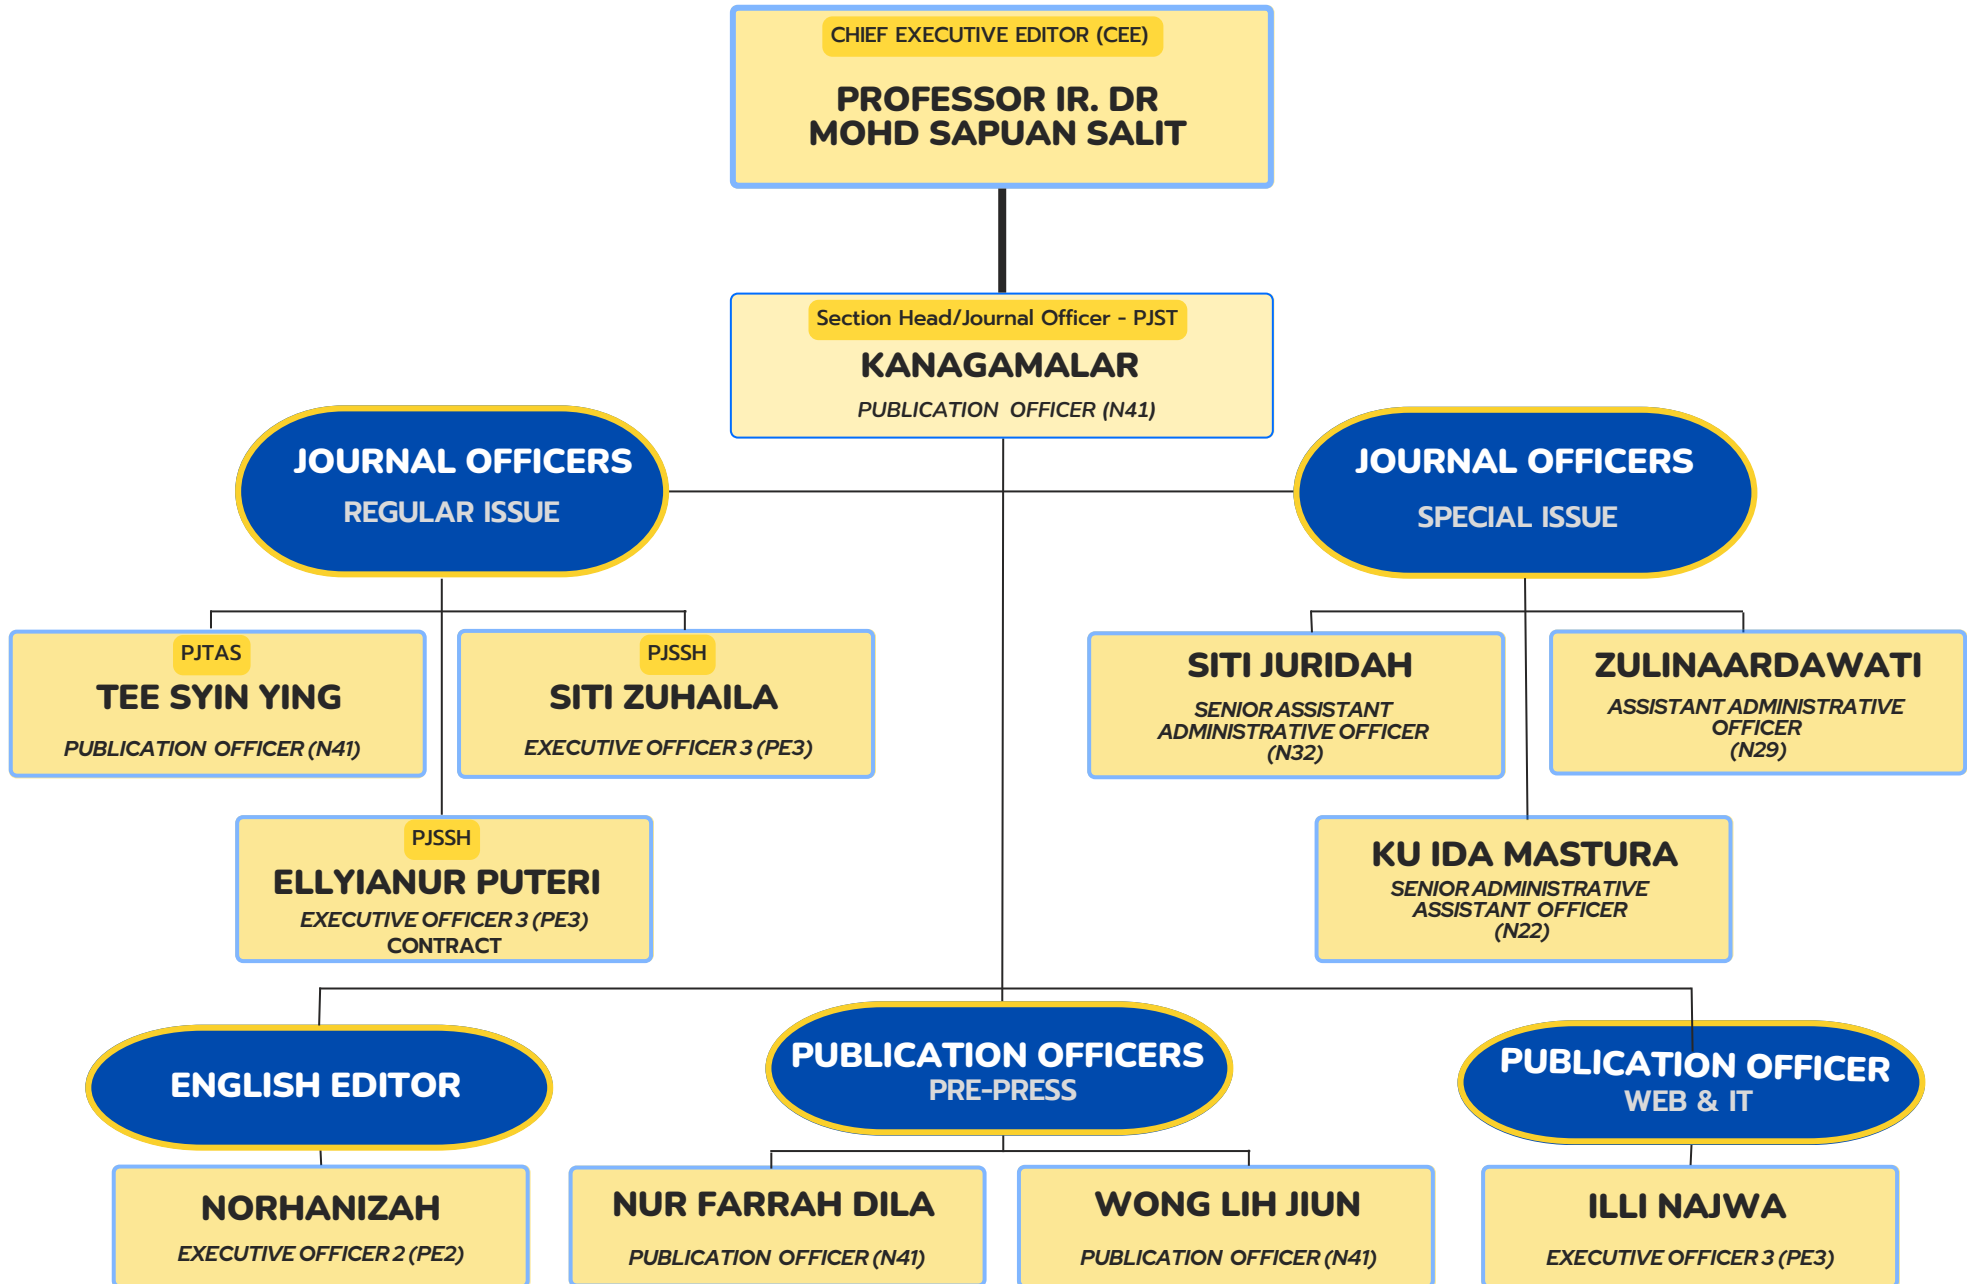 CHIEF EXECUTIVE EDITOR (CEE)
PROFESSOR IR. DR
MOHD SAPUAN SALIT
Section Head/Journal Officer - PJST
KANAGAMALAR
PUBLICATION OFFICER (N41)
JOURNAL OFFICERS
REGULAR ISSUE
JOURNAL OFFICERS
SPECIAL ISSUE
PJTAS
TEE SYIN YING
PUBLICATION OFFICER (N41)
PJSSH
SITI ZUHAILA
EXECUTIVE OFFICER 3 (PE3)
SITI JURIDAH
SENIOR ASSISTANT
ADMINISTRATIVE OFFICER
(N32)
ZULINAARDAWATI
ASSISTANT ADMINISTRATIVE
OFFICER
(N29)
PJSSH
ELLYIANUR PUTERI
EXECUTIVE OFFICER 3 (PE3)
CONTRACT
KU IDA MASTURA
SENIOR ADMINISTRATIVE
ASSISTANT OFFICER
(N22)
ENGLISH EDITOR
PUBLICATION OFFICERS
PRE-PRESS
PUBLICATION OFFICER
WEB & IT
NORHANIZAH
EXECUTIVE OFFICER 2 (PE2)
NUR FARRAH DILA
PUBLICATION OFFICER (N41)
WONG LIH JIUN
PUBLICATION OFFICER (N41)
ILLI NAJWA
EXECUTIVE OFFICER 3 (PE3)